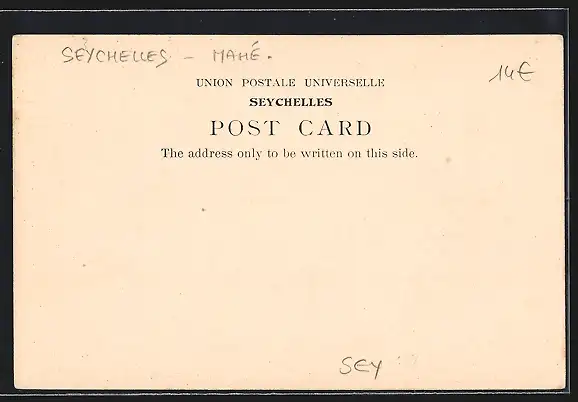 SEYCHELLES - MAHÉ.
14€
UNION POSTALE UNIVERSELLE
SEYCHELLES
POST CARD
The address only to be written on this side.
SEY